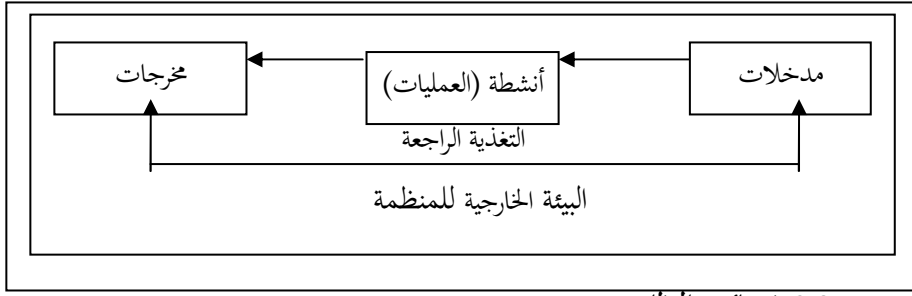 مدخلات
أنشطة (العمليات)
مخرجات
التغذية الراجعة
البيئة الخارجية للمنظمة